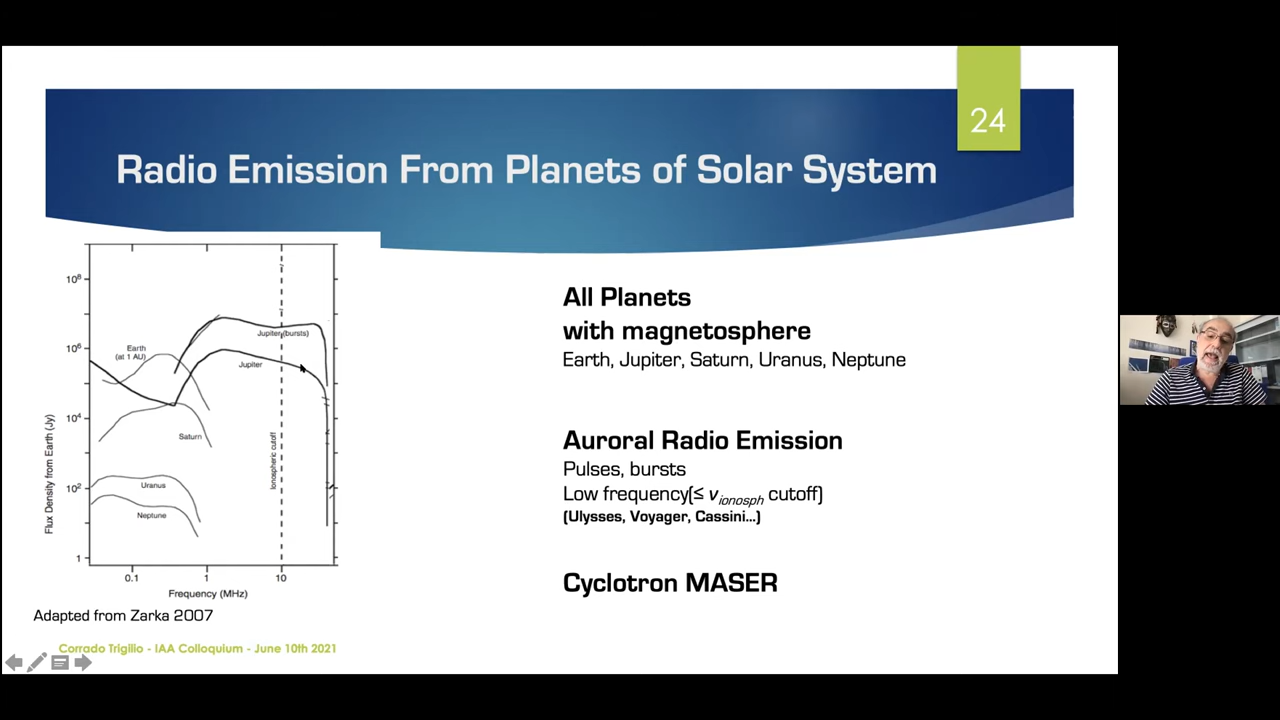 24
Radio Emission From Planets of Solar System
10⁸
10⁶
10⁴
10²
1
Flux Density from Earth (Jy)
Earth
(at 1 AU)
Jupiter (bursts)
Jupiter
Saturn
Ionospheric cutoff
Uranus
Neptune
0.1
1
10
Frequency (MHz)
Adapted from Zarka 2007
All Planets
with magnetosphere
Earth, Jupiter, Saturn, Uranus, Neptune
Auroral Radio Emission
Pulses, bursts
Low frequency(≤ νionosph cutoff)
(Ulysses, Voyager, Cassini...)
Cyclotron MASER
Corrado Trigilio - IAA Colloquium - June 10th 2021